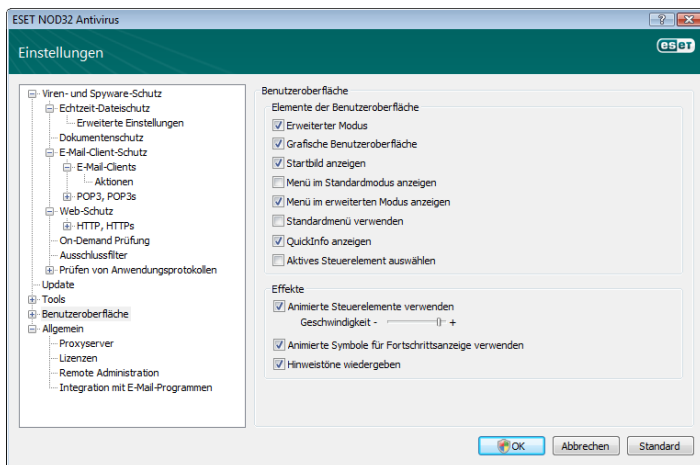 ESET NOD32 Antivirus
Einstellungen
eset
Viren- und Spyware-Schutz
Echtzeit-Dateischutz
Erweiterte Einstellungen
Dokumentenschutz
E-Mail-Client-Schutz
E-Mail-Clients
Aktionen
POP3, POP3s
Web-Schutz
HTTP, HTTPs
On-Demand Prüfung
Ausschlussfilter
Prüfen von Anwendungsprotokollen
Update
Tools
Benutzeroberfläche
Allgemein
Proxyserver
Lizenzen
Remote Administration
Integration mit E-Mail-Programmen
Benutzeroberfläche
Elemente der Benutzeroberfläche
Erweiterter Modus
Grafische Benutzeroberfläche
Startbild anzeigen
Menü im Standardmodus anzeigen
Menü im erweiterten Modus anzeigen
Standardmenü verwenden
QuickInfo anzeigen
Aktives Steuerelement auswählen
Effekte
Animierte Steuerelemente verwenden
Geschwindigkeit - +
Animierte Symbole für Fortschrittsanzeige verwenden
Hinweistöne wiedergeben
OK
Abbrechen
Standard